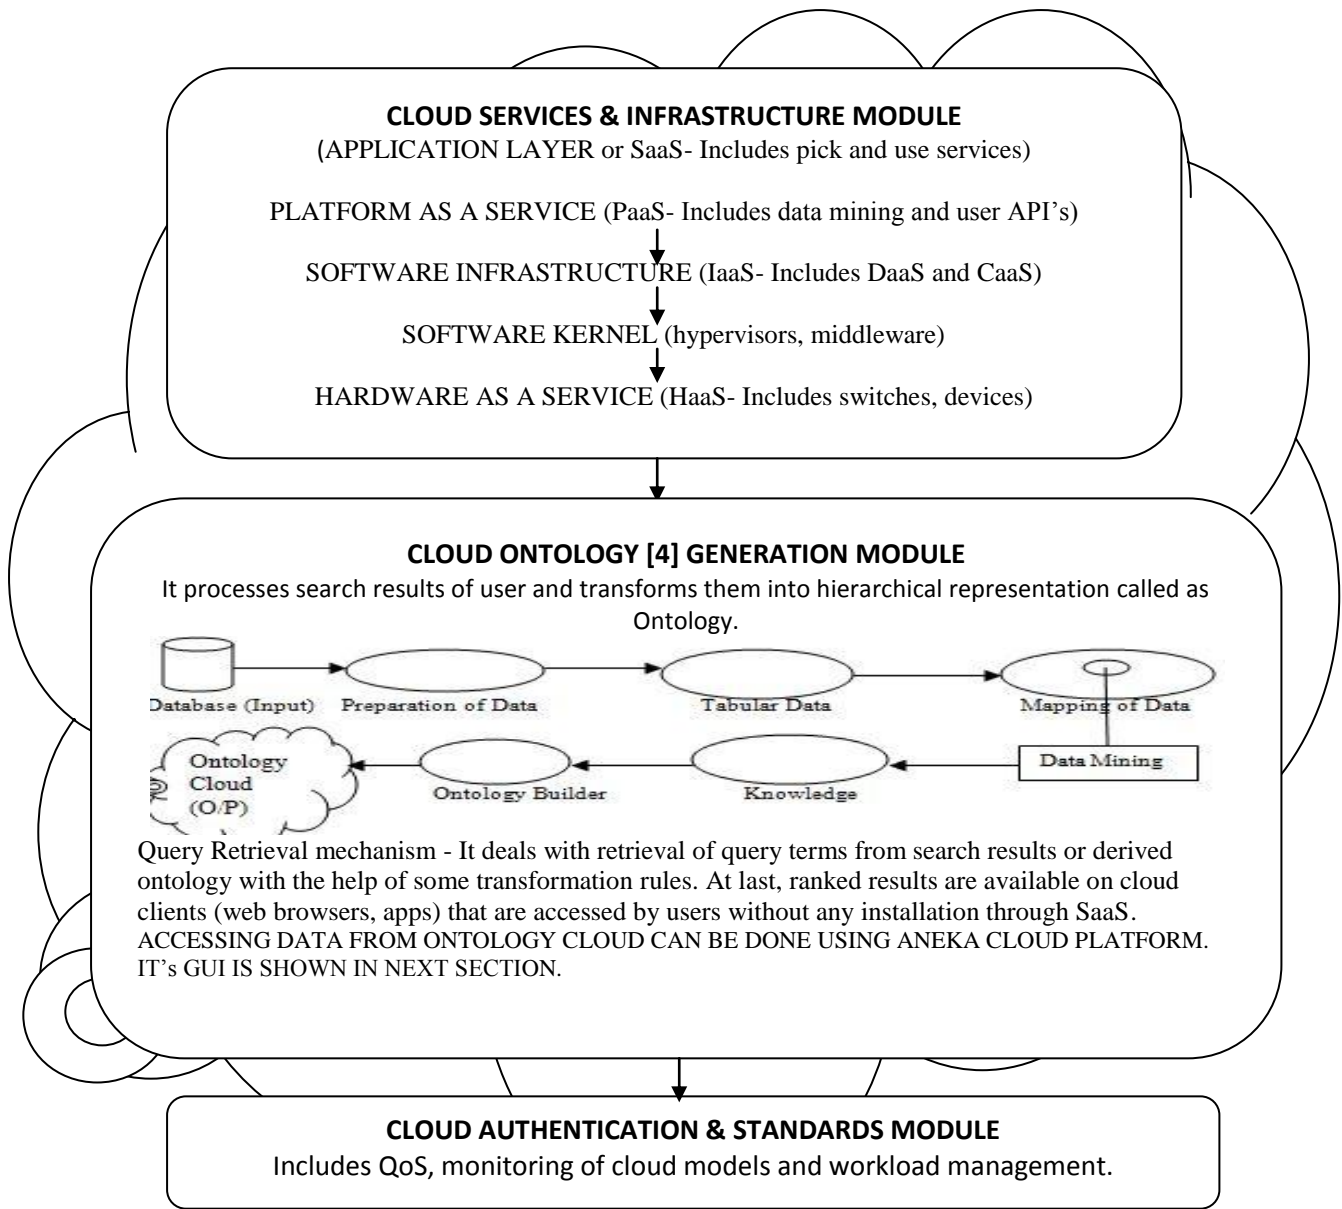 CLOUD SERVICES & INFRASTRUCTURE MODULE
(APPLICATION LAYER or SaaS- Includes pick and use services)
PLATFORM AS A SERVICE (PaaS- Includes data mining and user API’s)
SOFTWARE INFRASTRUCTURE (IaaS- Includes DaaS and CaaS)
SOFTWARE KERNEL (hypervisors, middleware)
HARDWARE AS A SERVICE (HaaS- Includes switches, devices)
CLOUD ONTOLOGY [4] GENERATION MODULE
It processes search results of user and transforms them into hierarchical representation called as
Ontology.
Database (Input)
Preparation of Data
Tabular Data
Mapping of Data
Ontology
Cloud
(O/P)
Ontology Builder
Knowledge
Data Mining
Query Retrieval mechanism - It deals with retrieval of query terms from search results or derived
ontology with the help of some transformation rules. At last, ranked results are available on cloud
clients (web browsers, apps) that are accessed by users without any installation through SaaS.
ACCESSING DATA FROM ONTOLOGY CLOUD CAN BE DONE USING ANEKA CLOUD PLATFORM.
IT’s GUI IS SHOWN IN NEXT SECTION.
CLOUD AUTHENTICATION & STANDARDS MODULE
Includes QoS, monitoring of cloud models and workload management.